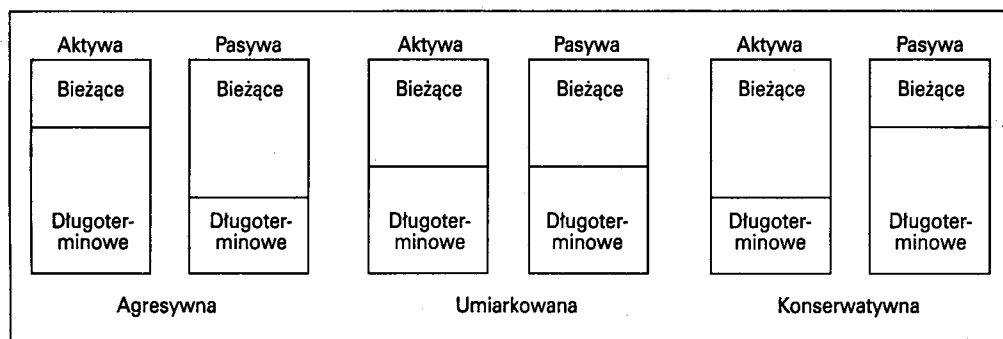 Aktywa Pasywa Aktywa Pasywa Aktywa Pasywa
Bieżące Bieżące Bieżące Bieżące Bieżące Bieżące
Długoter- Długoter- Długoter- Długoter- Długoter- Długoter-
minowe minowe minowe minowe minowe minowe
Agresywna Umiarkowana Konserwatywna